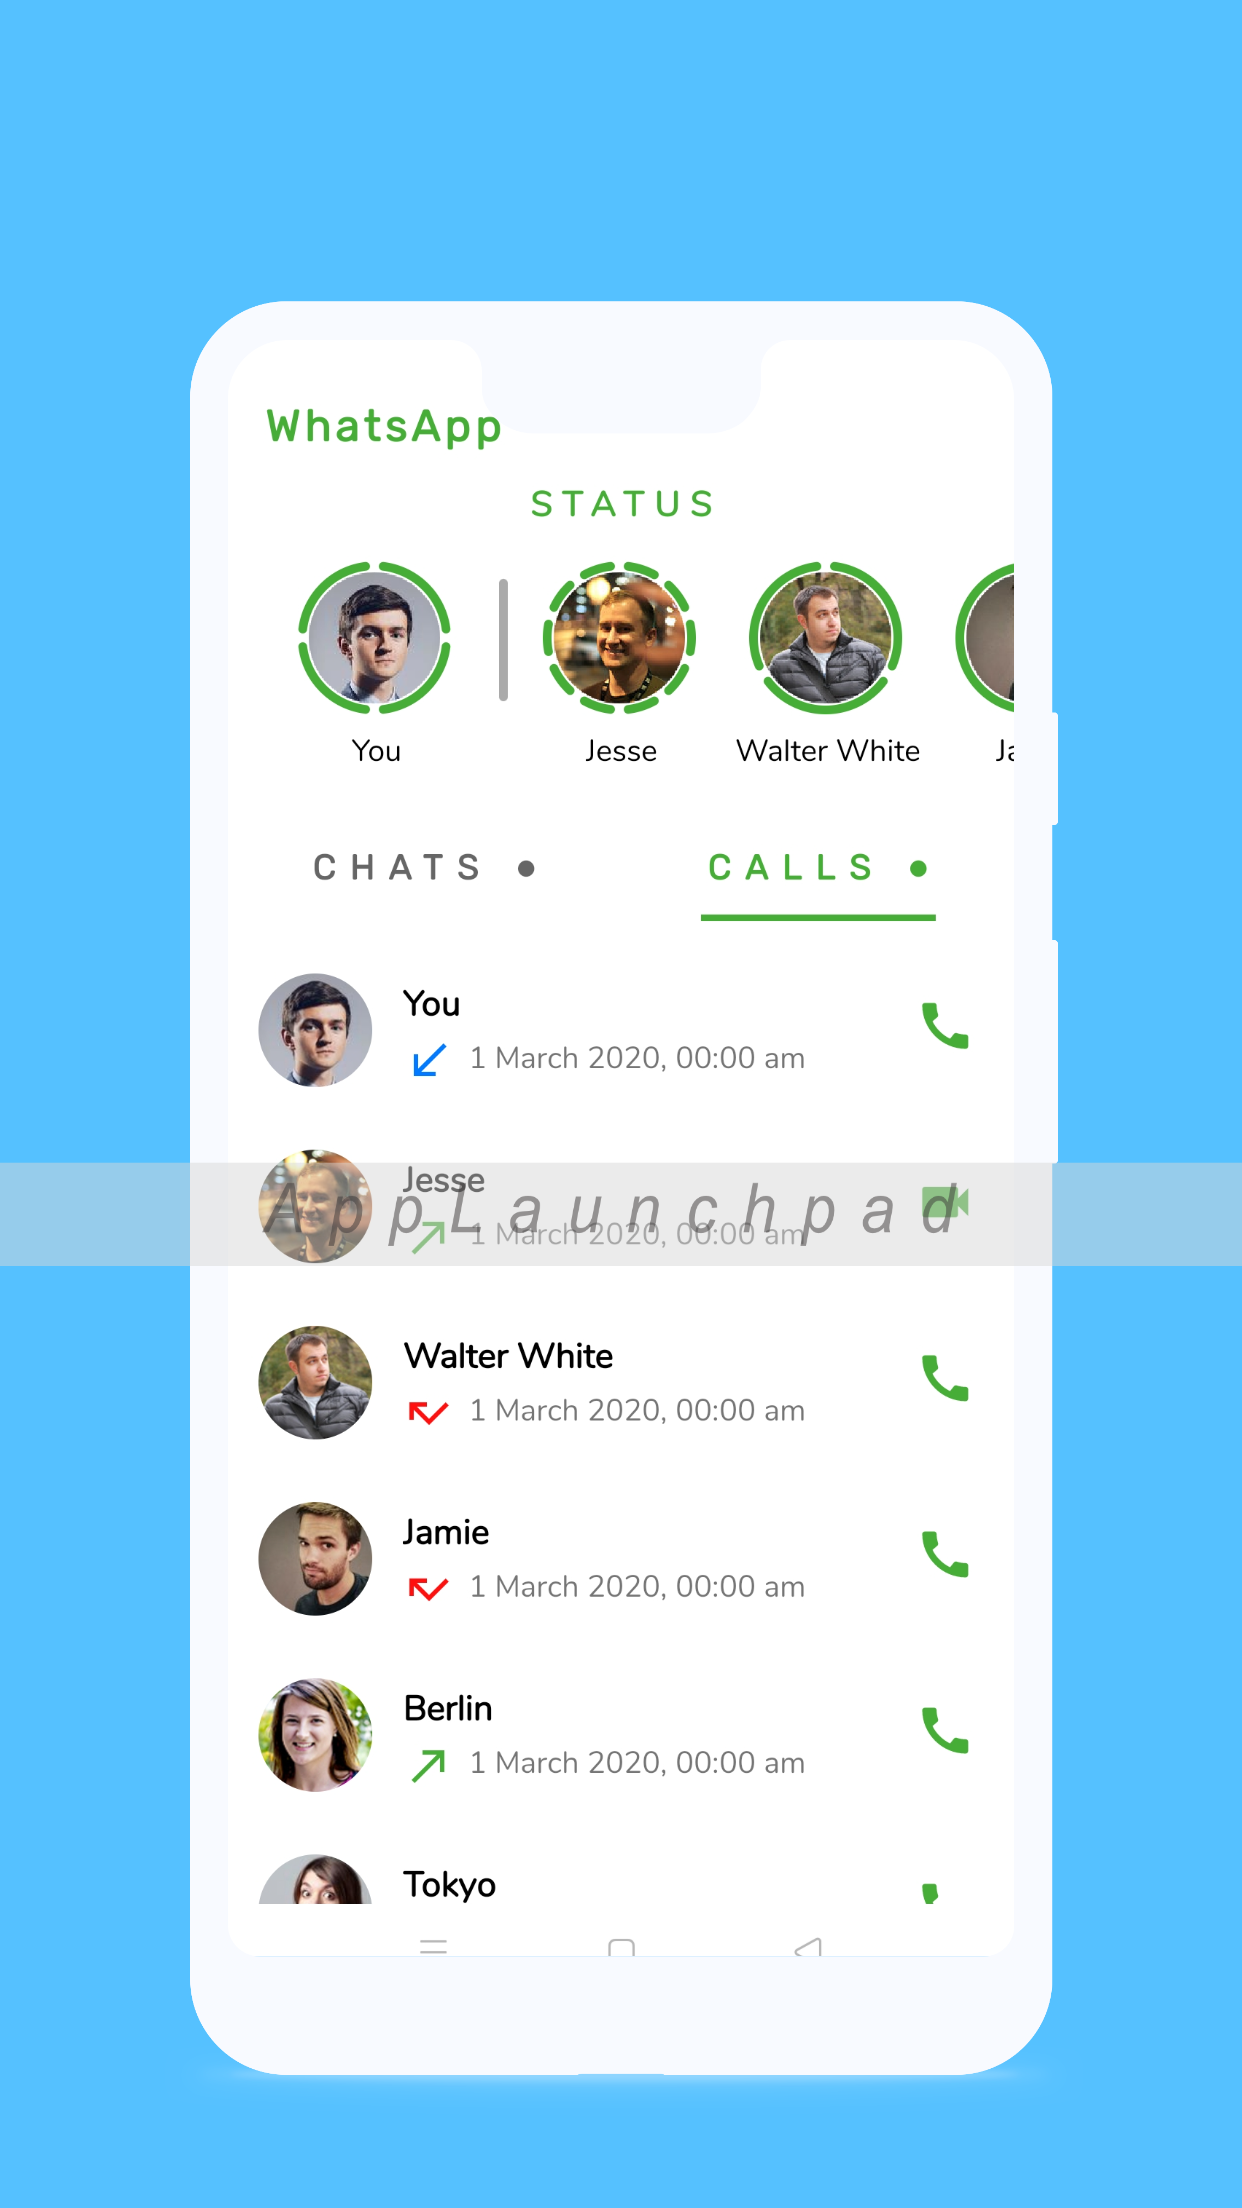 WhatsApp
STATUS
You
Jesse
Walter White
Ja
CHATS
CALLS
You
1 March 2020, 00:00 am
Jesse
1 March 2020, 00:00 am
AppLaunchpad
Walter White
1 March 2020, 00:00 am
Jamie
1 March 2020, 00:00 am
Berlin
1 March 2020, 00:00 am
Tokyo